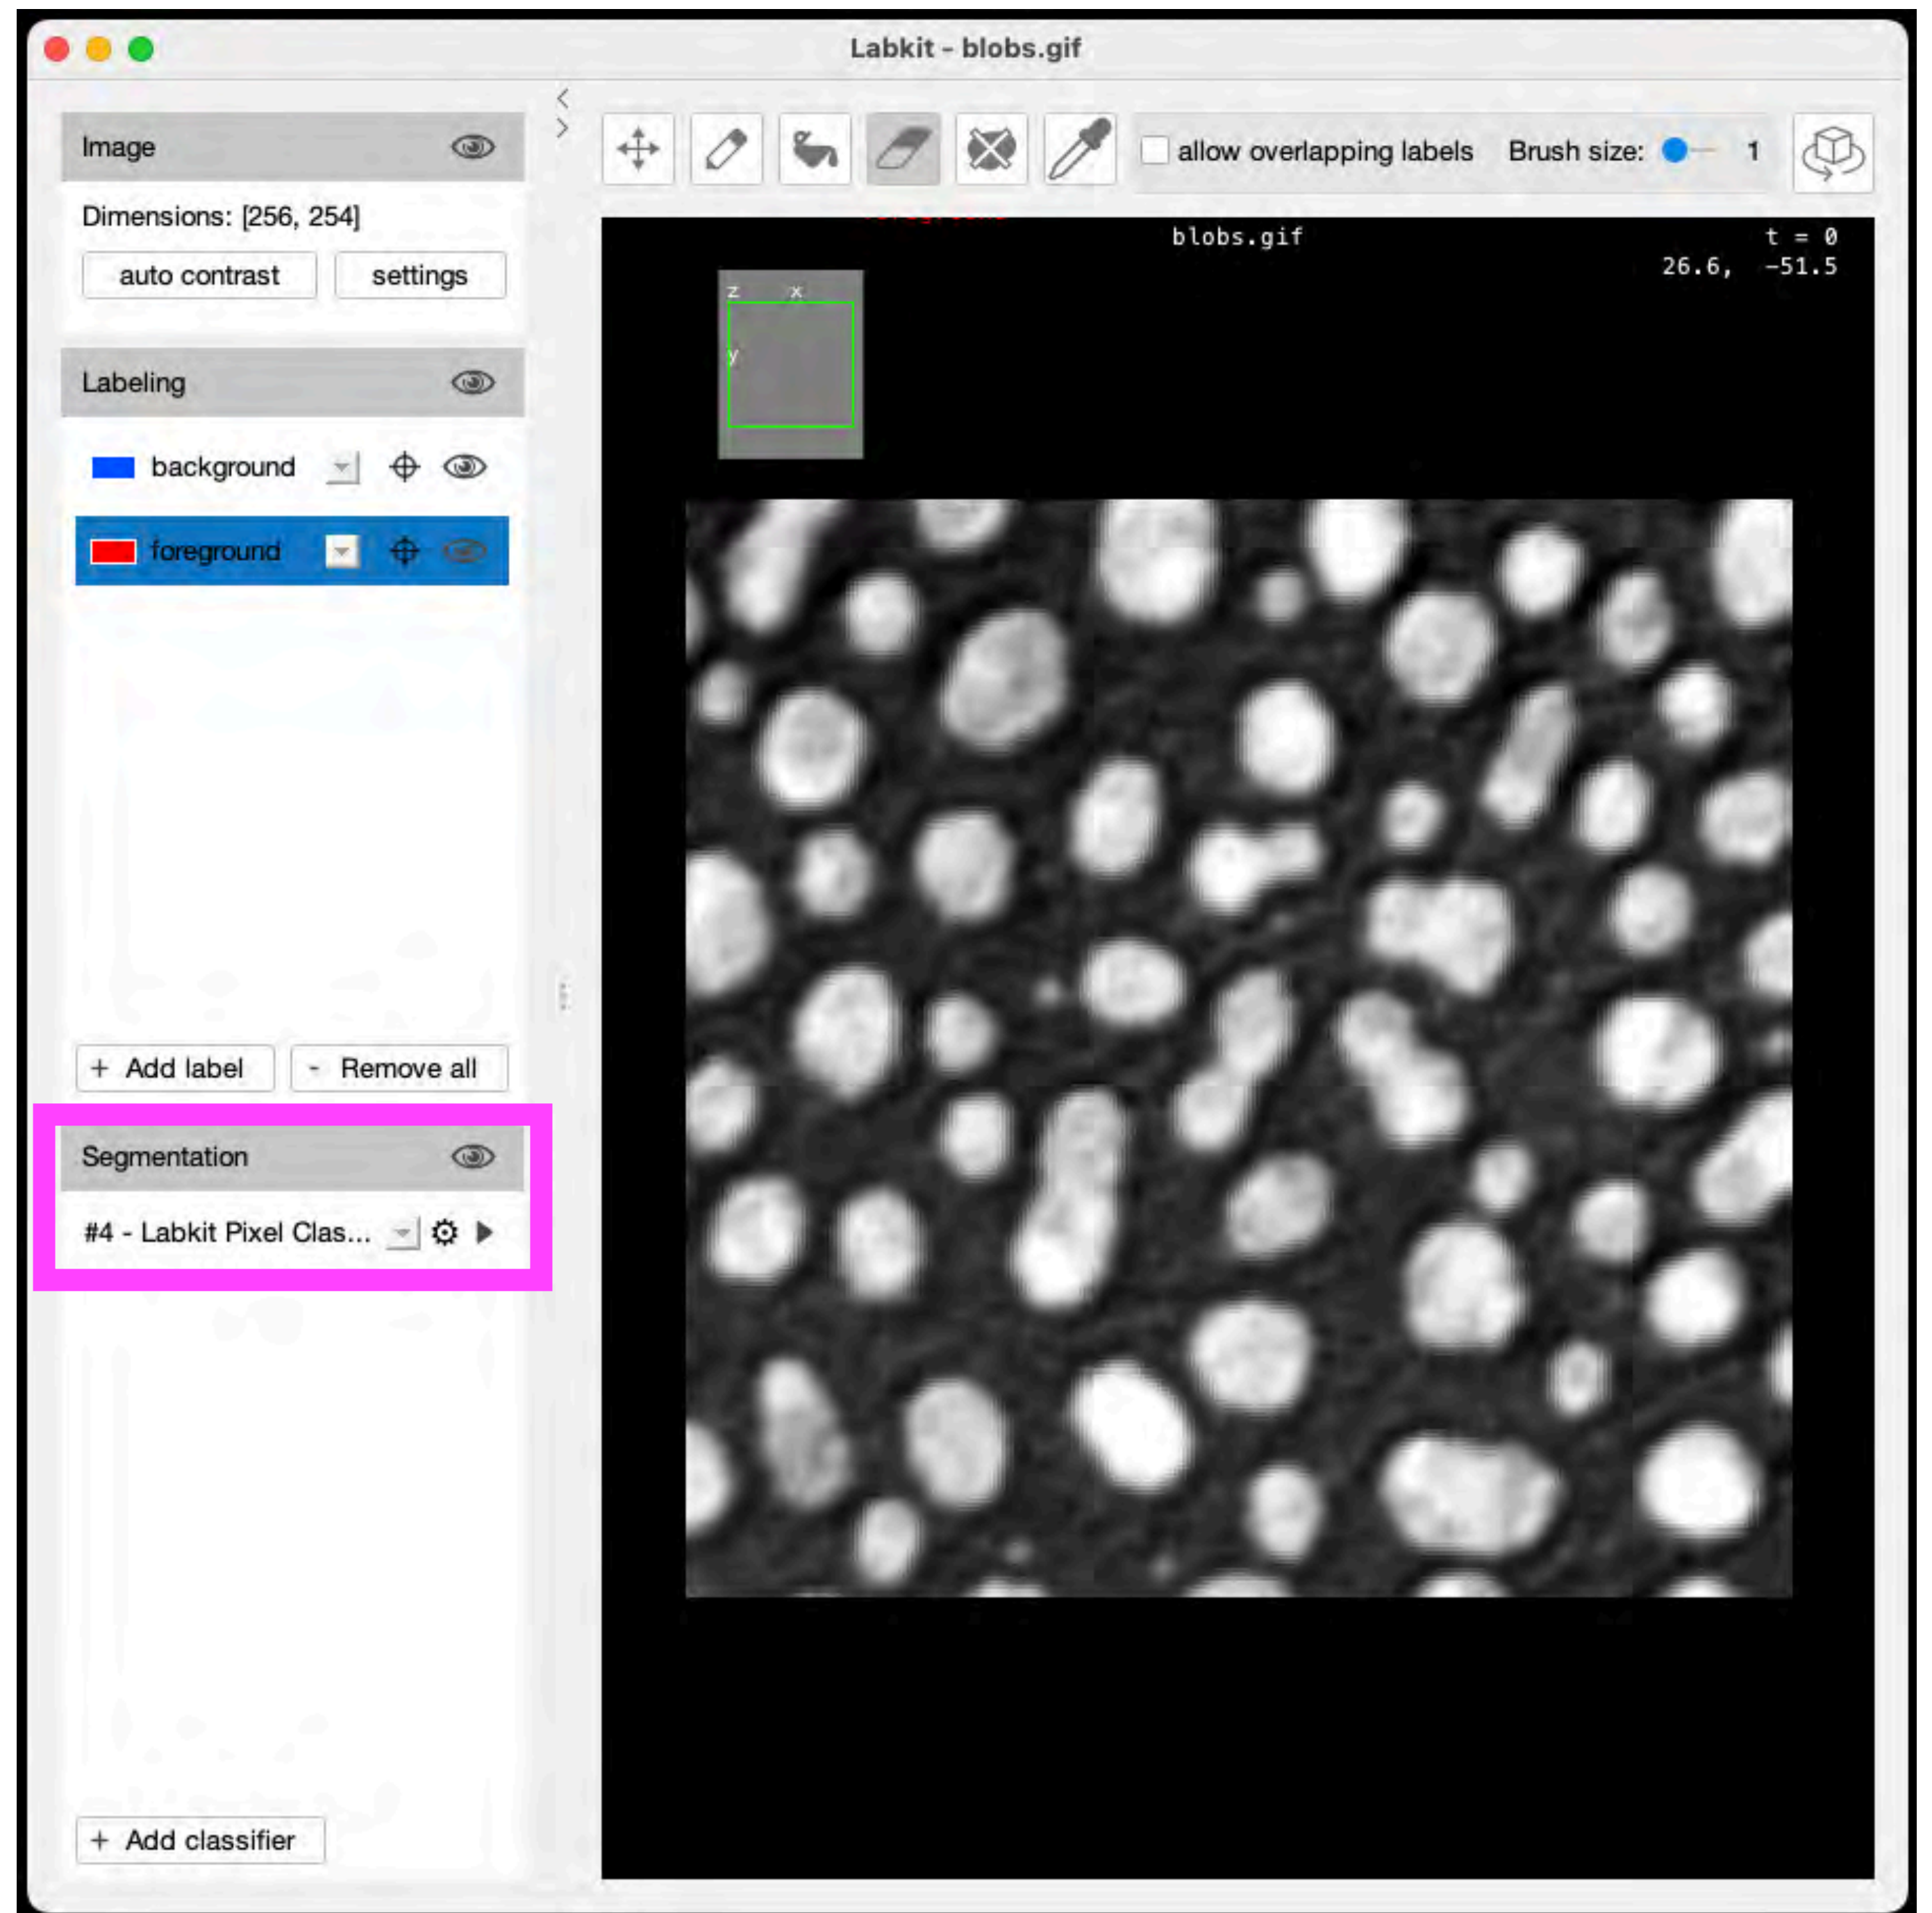 Labkit - blobs.gif
Image
allow overlapping labels Brush size: 1
Dimensions: [256, 254]
auto contrast settings
blobs.gif t = 0
26.6, -51.5
z x
y
Labeling
background
foreground
+ Add label - Remove all
Segmentation
#4 - Labkit Pixel Clas...
+ Add classifier